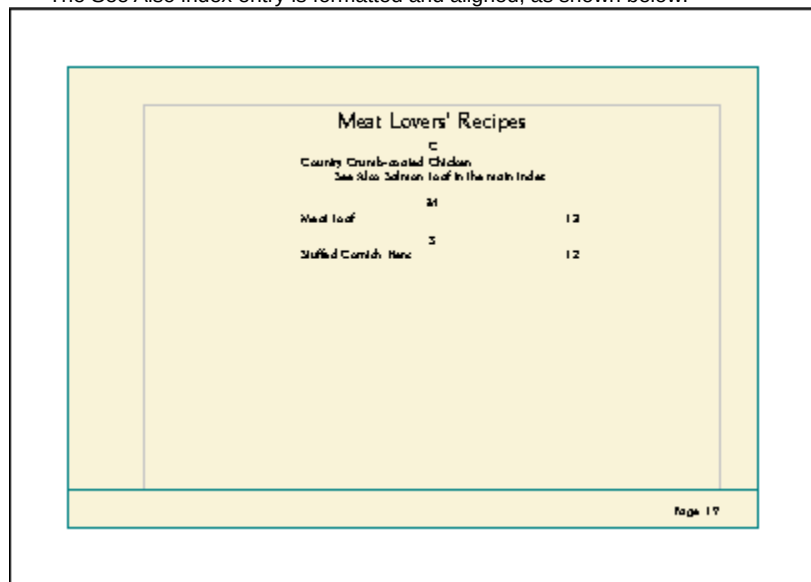 The See Also index entry is formatted and aligned, as shown below.
Meat Lovers' Recipes
C
Country Crumb-coated Chicken
See Also Salmon Loaf in the main index
M
Meat Loaf 13
S
Stuffed Cornish Hens 12
Page 17